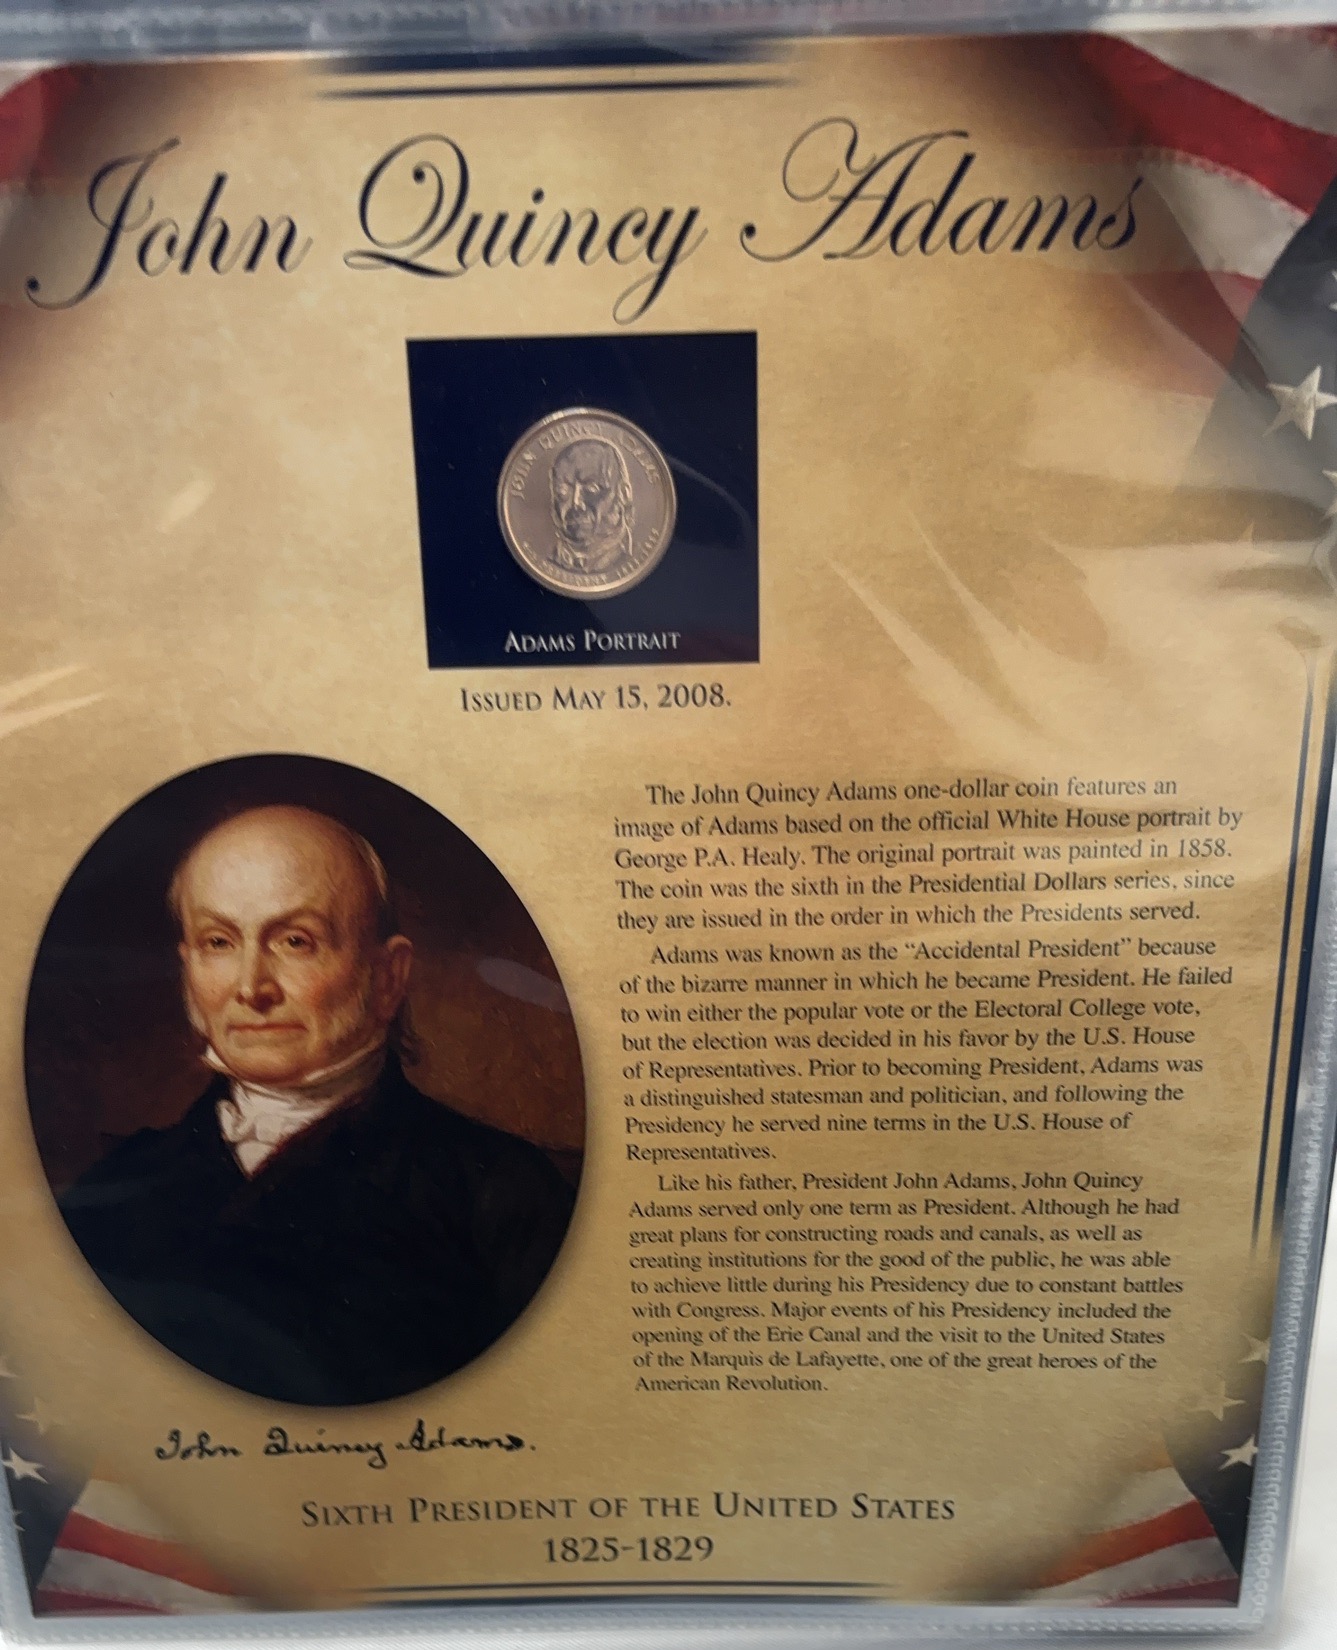 John Quincy Adams
JOHN QUINCY ADAMS
6TH PRESIDENT 1825-1829
ADAMS PORTRAIT
ISSUED MAY 15, 2008.
The John Quincy Adams one-dollar coin features an
image of Adams based on the official White House portrait by
George P.A. Healy. The original portrait was painted in 1858.
The coin was the sixth in the Presidential Dollars series, since
they are issued in the order in which the Presidents served.
Adams was known as the “Accidental President” because
of the bizarre manner in which he became President. He failed
to win either the popular vote or the Electoral College vote,
but the election was decided in his favor by the U.S. House
of Representatives. Prior to becoming President, Adams was
a distinguished statesman and politician, and following the
Presidency he served nine terms in the U.S. House of
Representatives.
Like his father, President John Adams, John Quincy
Adams served only one term as President. Although he had
great plans for constructing roads and canals, as well as
creating institutions for the good of the public, he was able
to achieve little during his Presidency due to constant battles
with Congress. Major events of his Presidency included the
opening of the Erie Canal and the visit to the United States
of the Marquis de Lafayette, one of the great heroes of the
American Revolution.
John Quincy Adams.
SIXTH PRESIDENT OF THE UNITED STATES
1825-1829